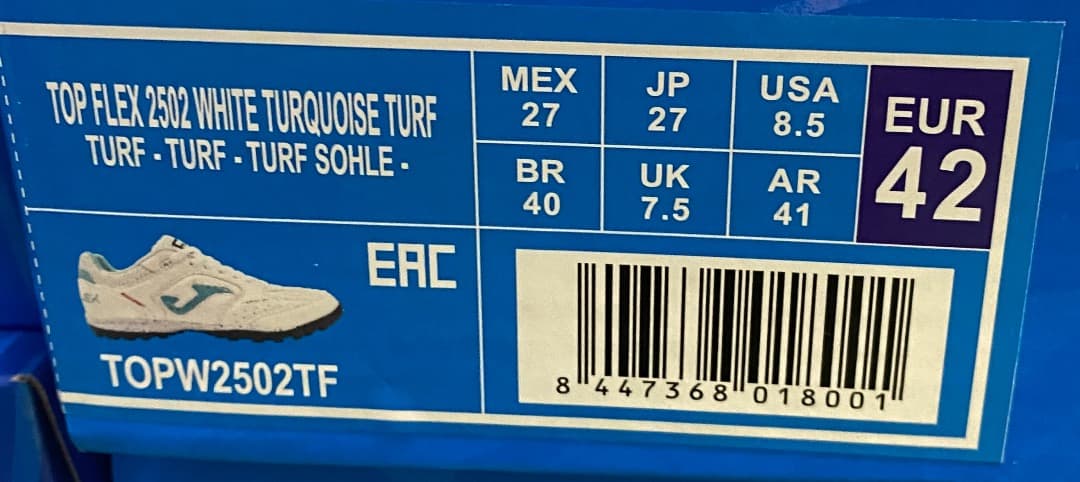 TOP FLEX 2502 WHITE TURQUOISE TURF
TURF - TURF - TURF SOHLE -
MEX
27
JP
27
USA
8.5
EUR
42
BR
40
UK
7.5
AR
41
EAC
TOPW2502TF
8 447368 018001